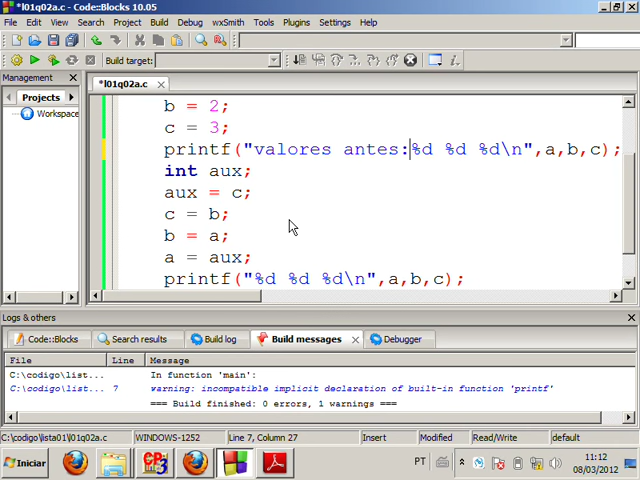 *l01q02a.c - Code::Blocks 10.05
File Edit View Search Project Build Debug wxSmith Tools Plugins Settings Help
Build target:
Management
*l01q02a.c
Projects
Workspace
b = 2;
c = 3;
printf("valores antes:%d %d %d\n",a,b,c);
int aux;
aux = c;
c = b;
b = a;
a = aux;
printf("%d %d %d\n",a,b,c);
Logs & others
Code::Blocks Search results Build log Build messages Debugger
File Line Message
C:\codigo\list... In function 'main':
C:\codigo\list... 7 warning: incompatible implicit declaration of built-in function 'printf'
=== Build finished: 0 errors, 1 warnings ===
C:\codigo\lista01\l01q02a.c WINDOWS-1252 Line 7, Column 27 Insert Modified Read/Write default
Iniciar PT 11:12
08/03/2012